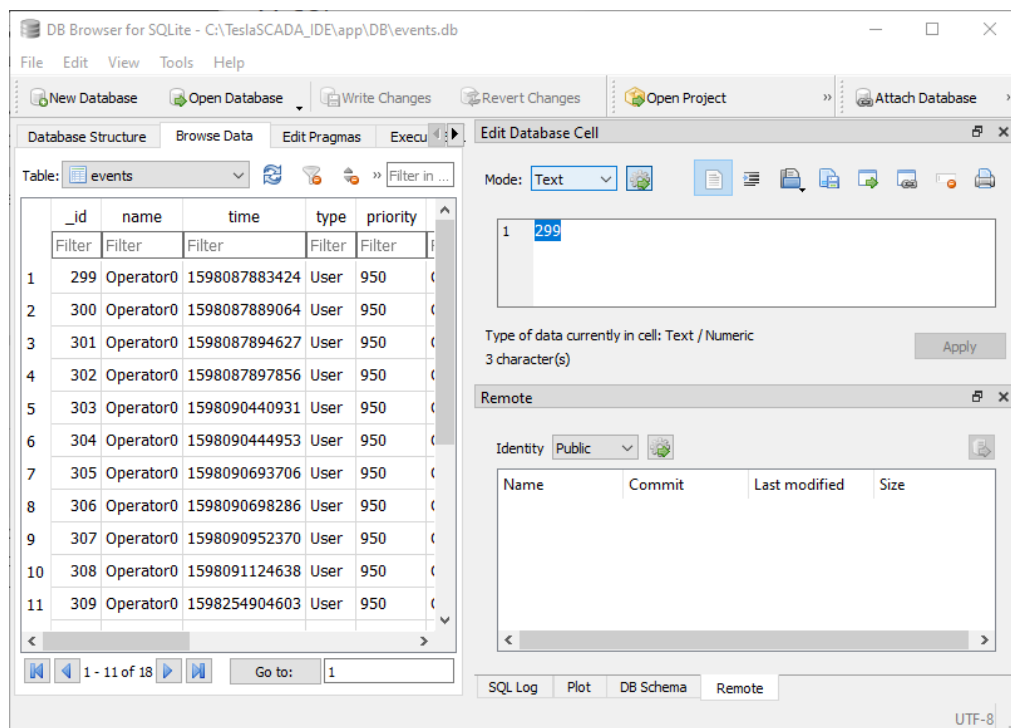 DB Browser for SQLite - C:\TeslaSCADA_IDE\app\DB\events.db
File Edit View Tools Help
New Database Open Database Write Changes Revert Changes Open Project » Attach Database
Database Structure Browse Data Edit Pragmas Execu
Table: events » Filter in ...
_id name time type priority
Filter Filter Filter Filter Filter
1 299 Operator0 1598087883424 User 950
2 300 Operator0 1598087889064 User 950
3 301 Operator0 1598087894627 User 950
4 302 Operator0 1598087897856 User 950
5 303 Operator0 1598090440931 User 950
6 304 Operator0 1598090444953 User 950
7 305 Operator0 1598090693706 User 950
8 306 Operator0 1598090698286 User 950
9 307 Operator0 1598090952370 User 950
10 308 Operator0 1598091124638 User 950
11 309 Operator0 1598254904603 User 950
1 - 11 of 18 Go to: 1
Edit Database Cell
Mode: Text
1 299
Type of data currently in cell: Text / Numeric
3 character(s)
Apply
Remote
Identity Public
Name Commit Last modified Size
SQL Log Plot DB Schema Remote
UTF-8